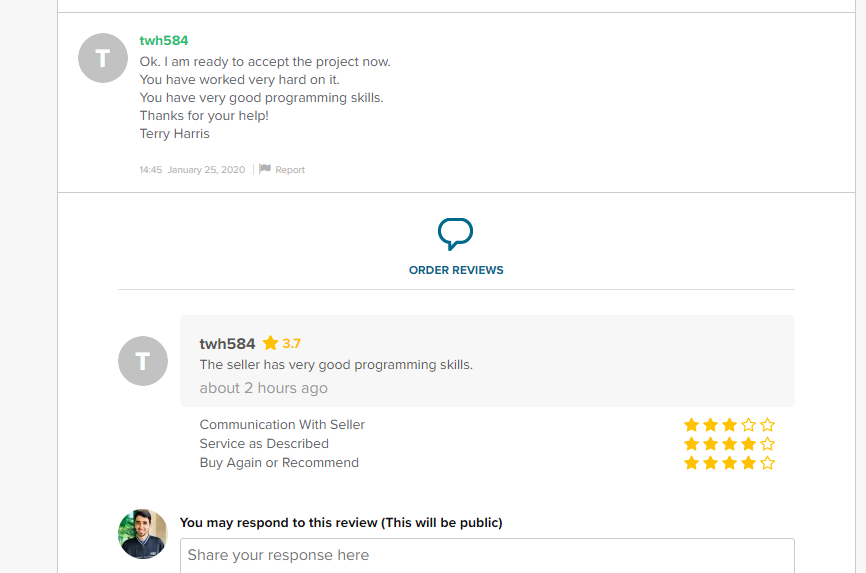 T
twh584
Ok. I am ready to accept the project now.
You have worked very hard on it.
You have very good programming skills.
Thanks for your help!
Terry Harris
14:45 January 25, 2020 | Report
ORDER REVIEWS
T
twh584 3.7
The seller has very good programming skills.
about 2 hours ago
Communication With Seller
Service as Described
Buy Again or Recommend
You may respond to this review (This will be public)
Share your response here